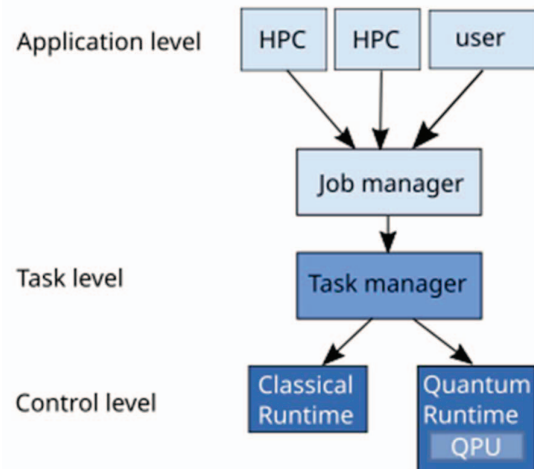 Application level
HPC
HPC
user
Job manager
Task level
Task manager
Control level
Classical
Runtime
Quantum
Runtime
QPU